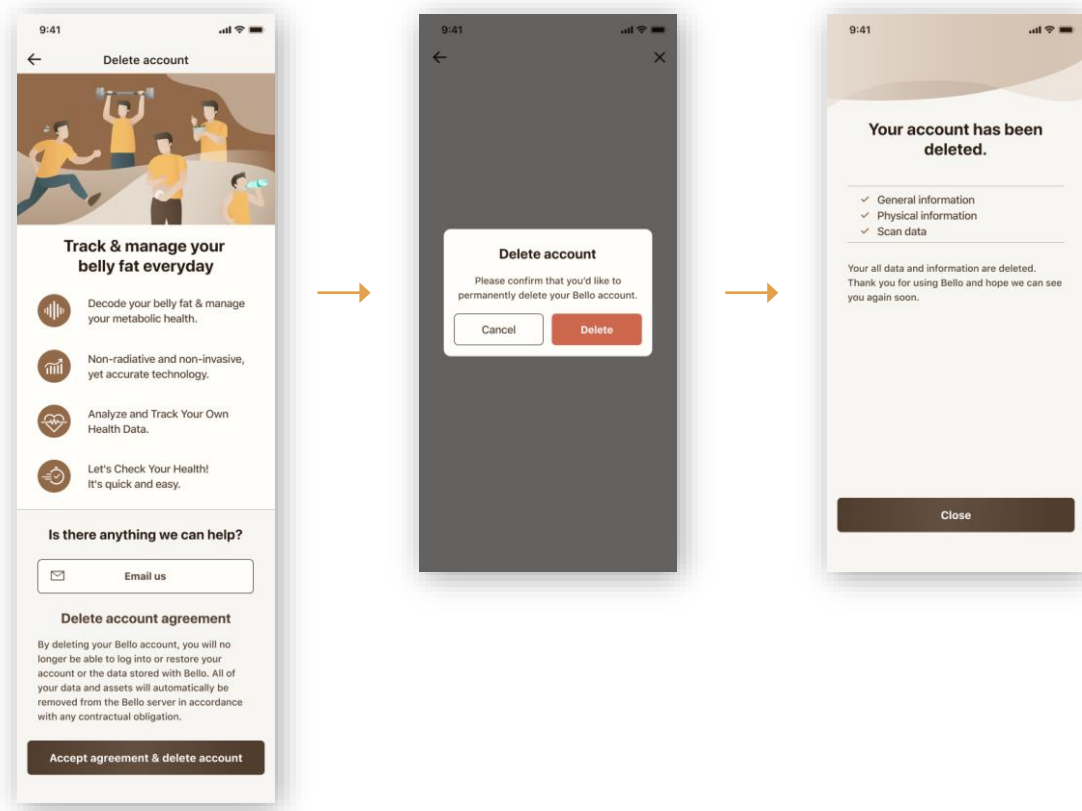 9:41
Delete account
Track & manage your
belly fat everyday
Decode your belly fat & manage
your metabolic health.
Non-radiative and non-invasive,
yet accurate technology.
Analyze and Track Your Own
Health Data.
Let's Check Your Health!
It's quick and easy.
Is there anything we can help?
Email us
Delete account agreement
By deleting your Bello account, you will no
longer be able to log into or restore your
account or the data stored with Bello. All of
your data and assets will automatically be
removed from the Bello server in accordance
with any contractual obligation.
Accept agreement & delete account
9:41
Delete account
Please confirm that you'd like to
permanently delete your Bello account.
Cancel
Delete
9:41
Your account has been
deleted.
General information
Physical information
Scan data
Your all data and information are deleted.
Thank you for using Bello and hope we can see
you again soon.
Close